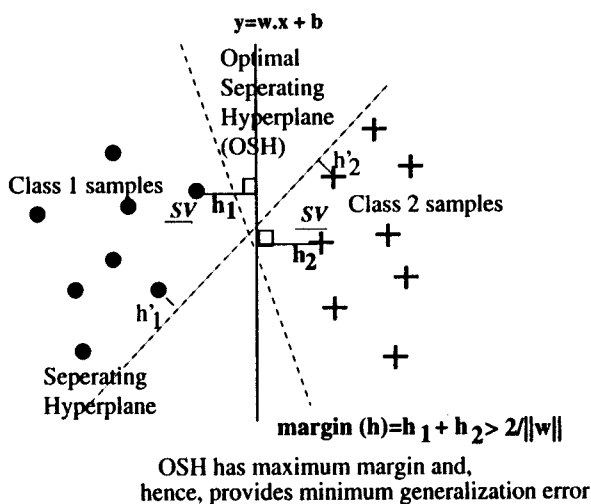 y=w.x + b
Optimal
Seperating
Hyperplane
(OSH)
h'2
Class 1 samples
SV
h1
SV
Class 2 samples
h2
h'1
Seperating
Hyperplane
margin (h)=h1 + h2> 2/||w||
OSH has maximum margin and,
hence, provides minimum generalization error